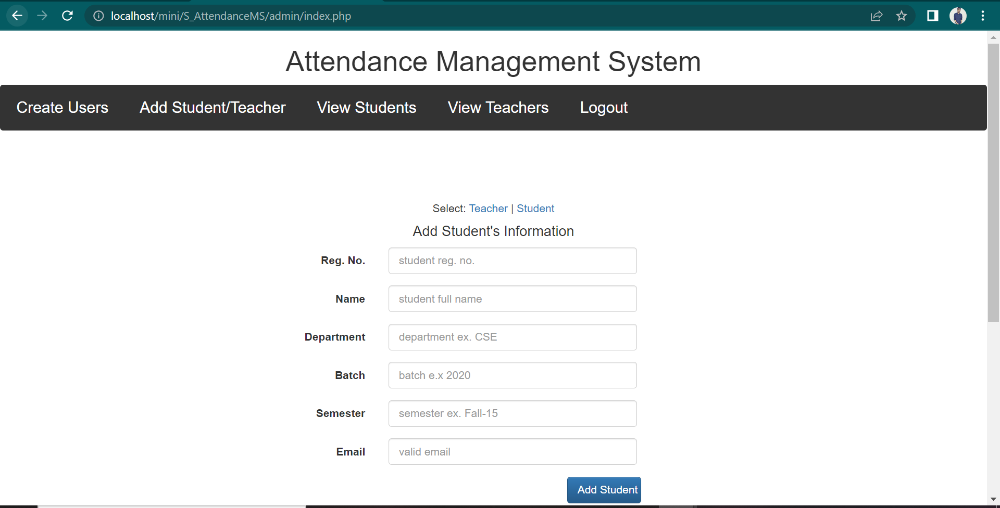 localhost/mini/S_AttendanceMS/admin/index.php
Attendance Management System
Create Users Add Student/Teacher View Students View Teachers Logout
Select: Teacher | Student
Add Student's Information
Reg. No. student reg. no.
Name student full name
Department department ex. CSE
Batch batch e.x 2020
Semester semester ex. Fall-15
Email valid email
Add Student